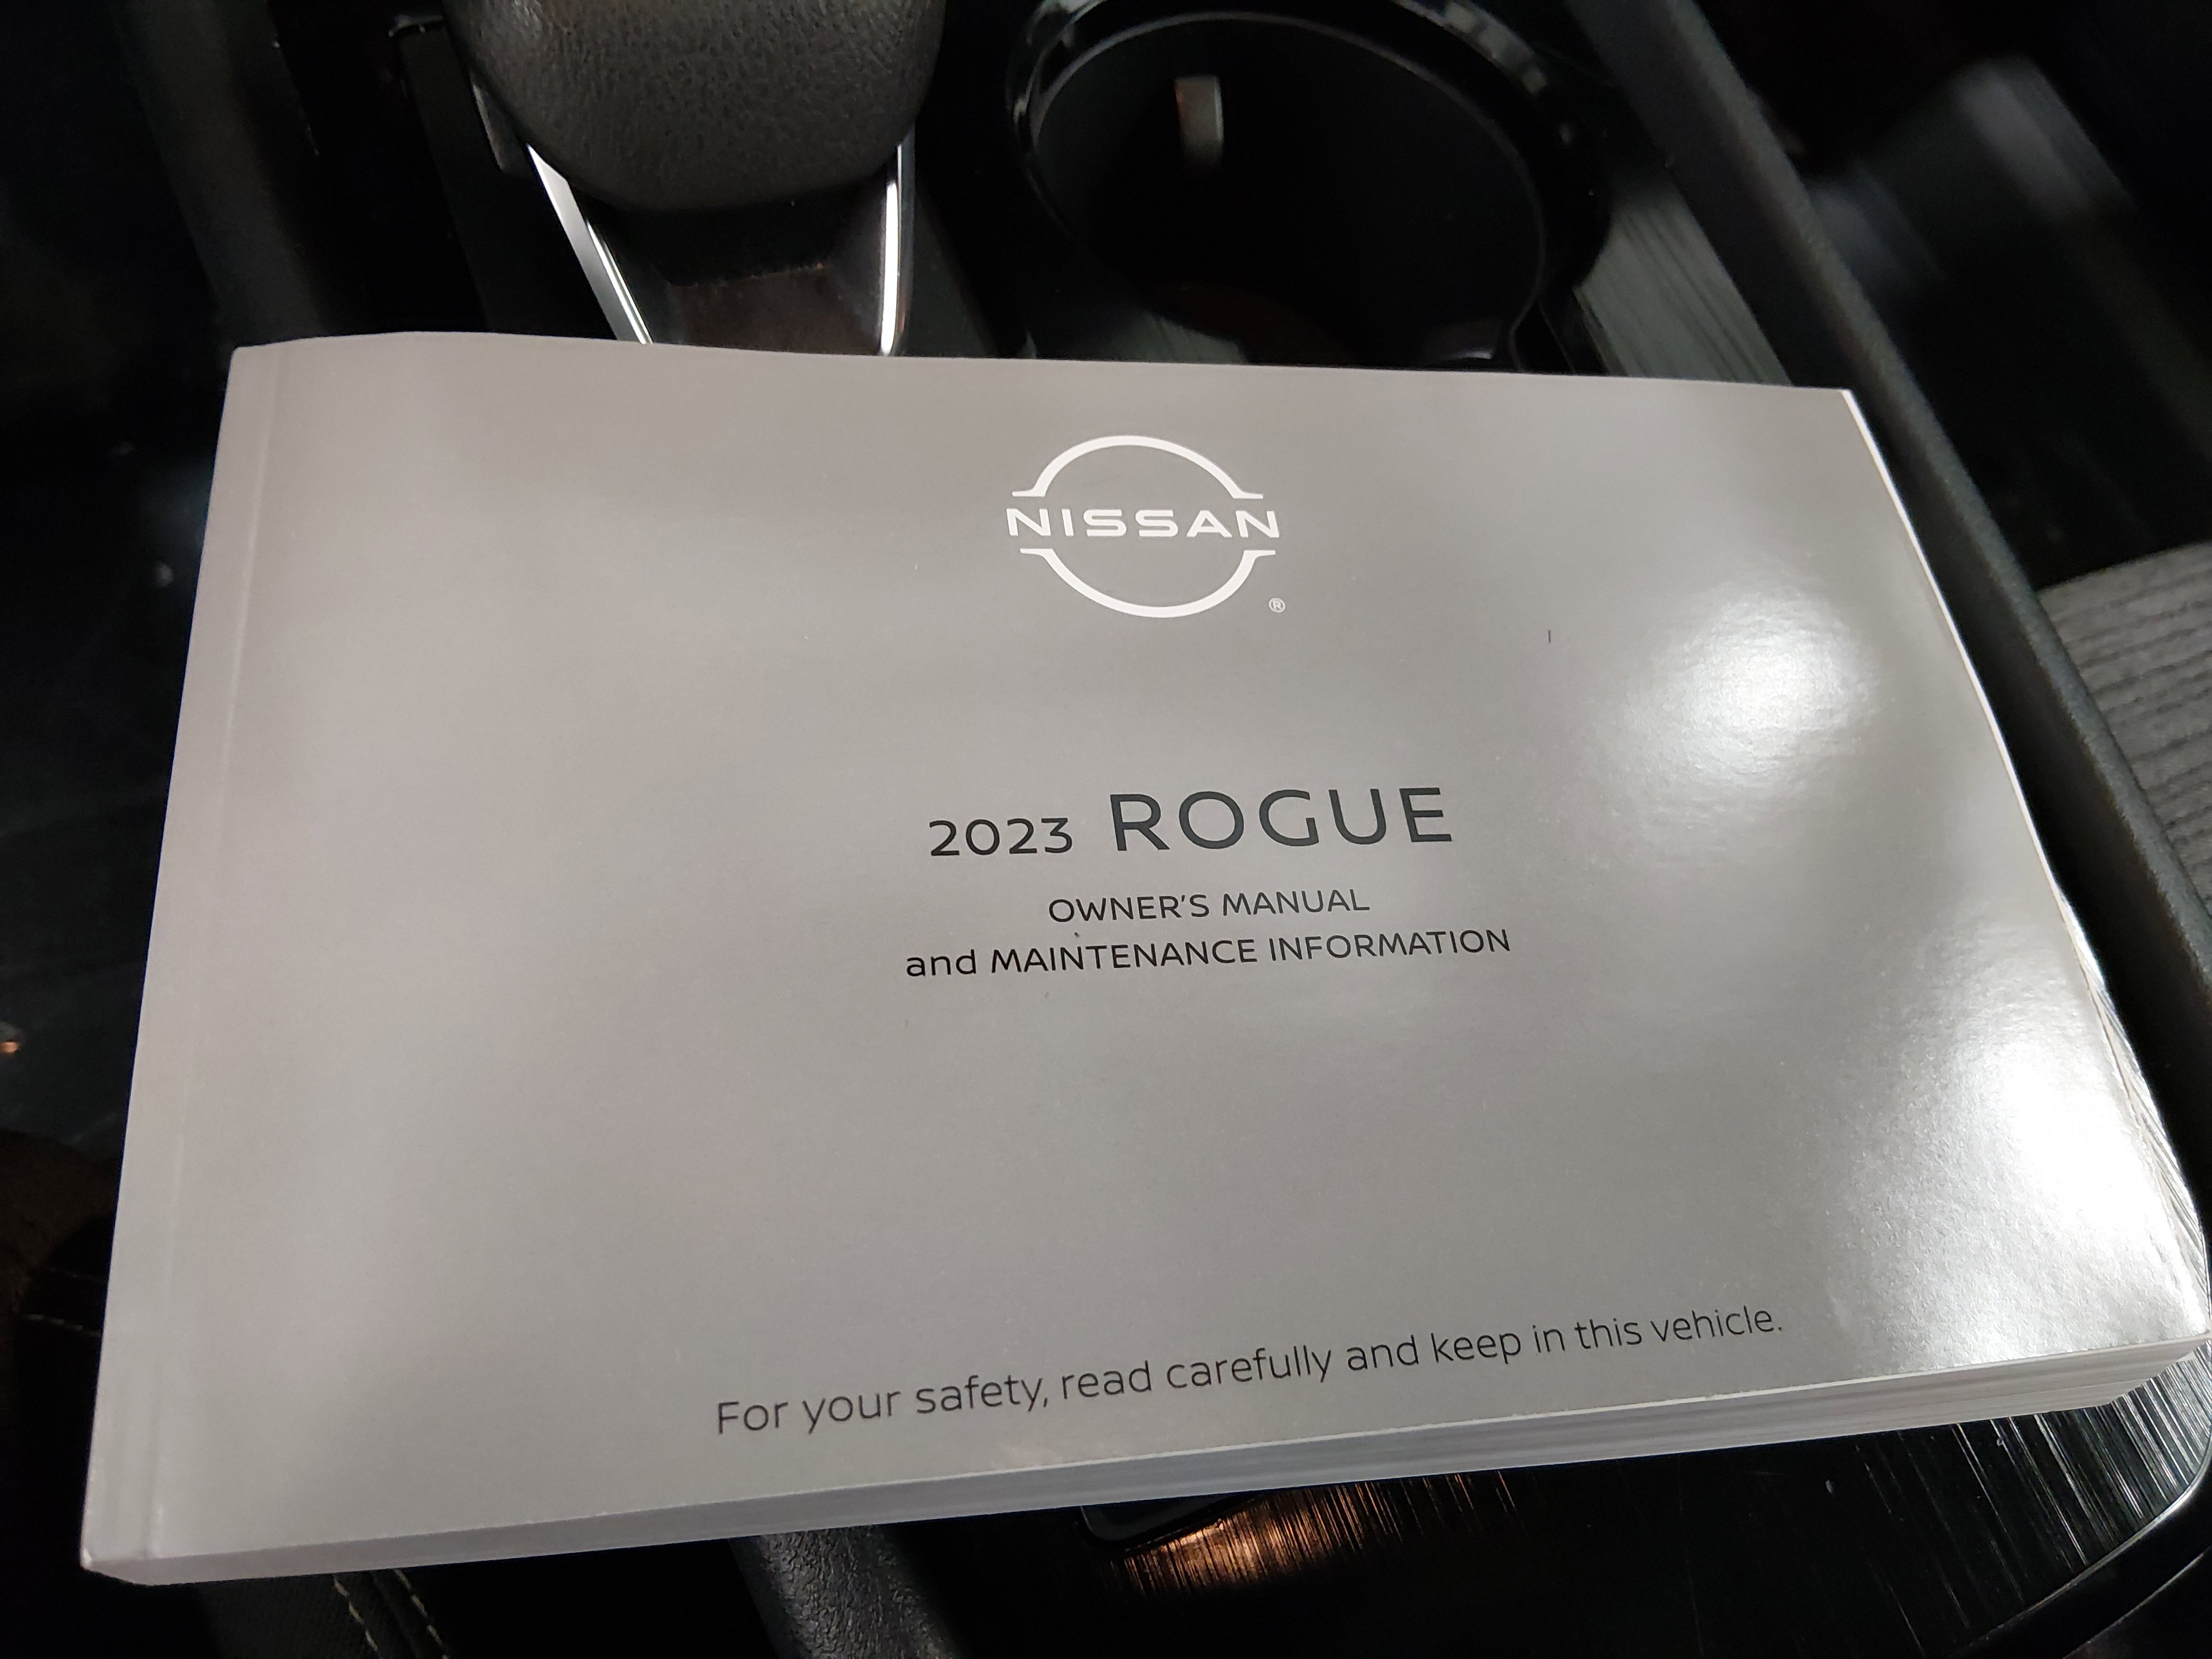 NISSAN
®
2023 ROGUE
OWNER'S MANUAL
and MAINTENANCE INFORMATION
For your safety, read carefully and keep in this vehicle.